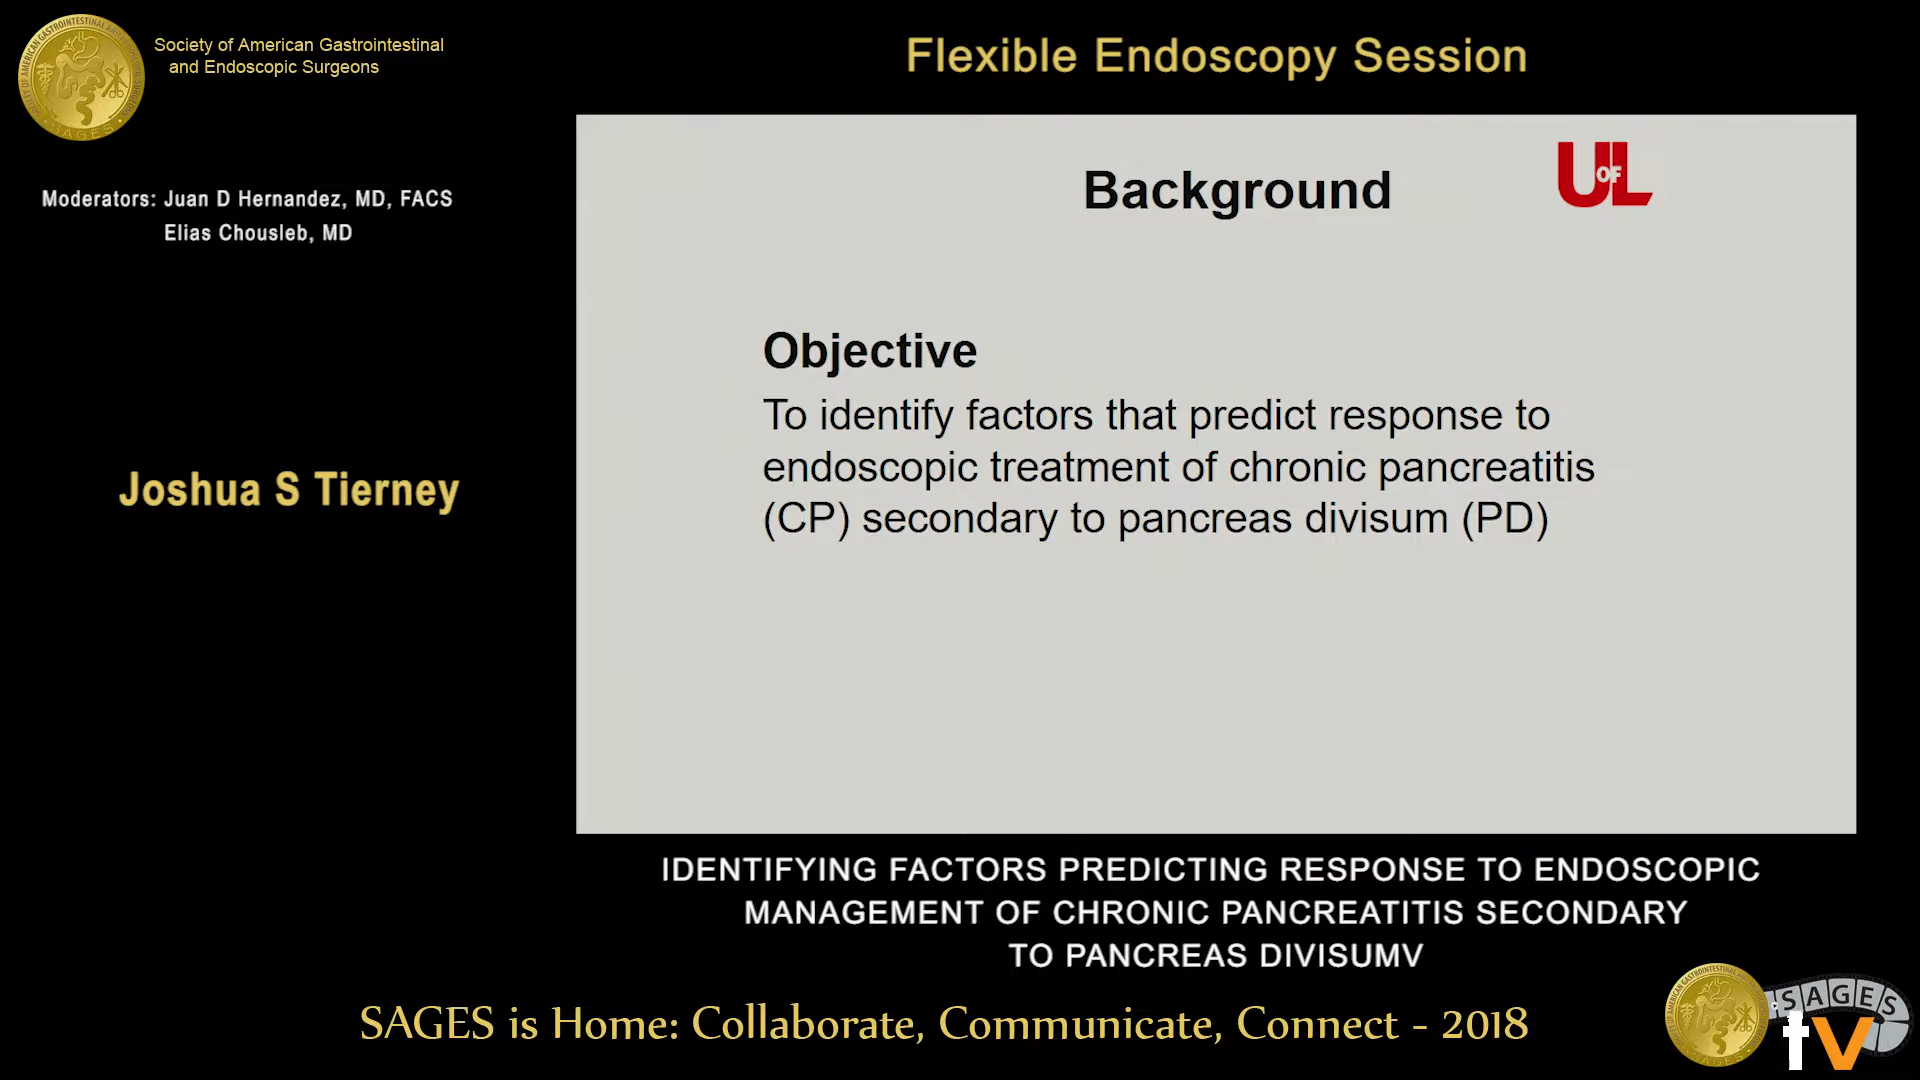 Society of American Gastrointestinal
and Endoscopic Surgeons
Flexible Endoscopy Session
Moderators: Juan D Hernandez, MD, FACS
Elias Chousleb, MD
Joshua S Tierney
Background
U OF L
Objective
To identify factors that predict response to
endoscopic treatment of chronic pancreatitis
(CP) secondary to pancreas divisum (PD)
IDENTIFYING FACTORS PREDICTING RESPONSE TO ENDOSCOPIC
MANAGEMENT OF CHRONIC PANCREATITIS SECONDARY
TO PANCREAS DIVISUMV
SAGES is Home: Collaborate, Communicate, Connect - 2018
SAGES
tv